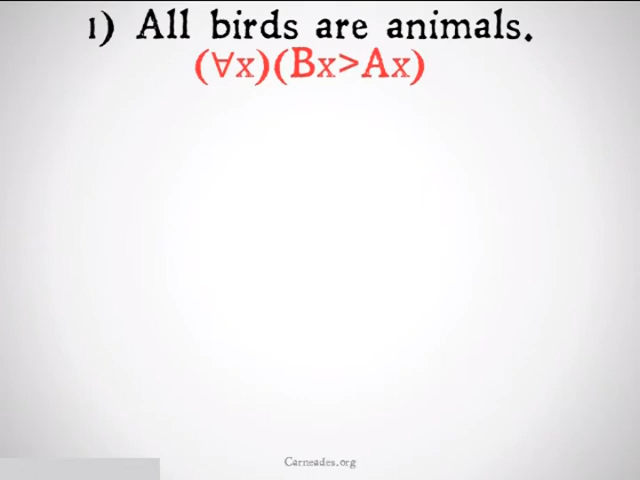 1) All birds are animals.
(∀x)(Bx>Ax)
Carneades.org